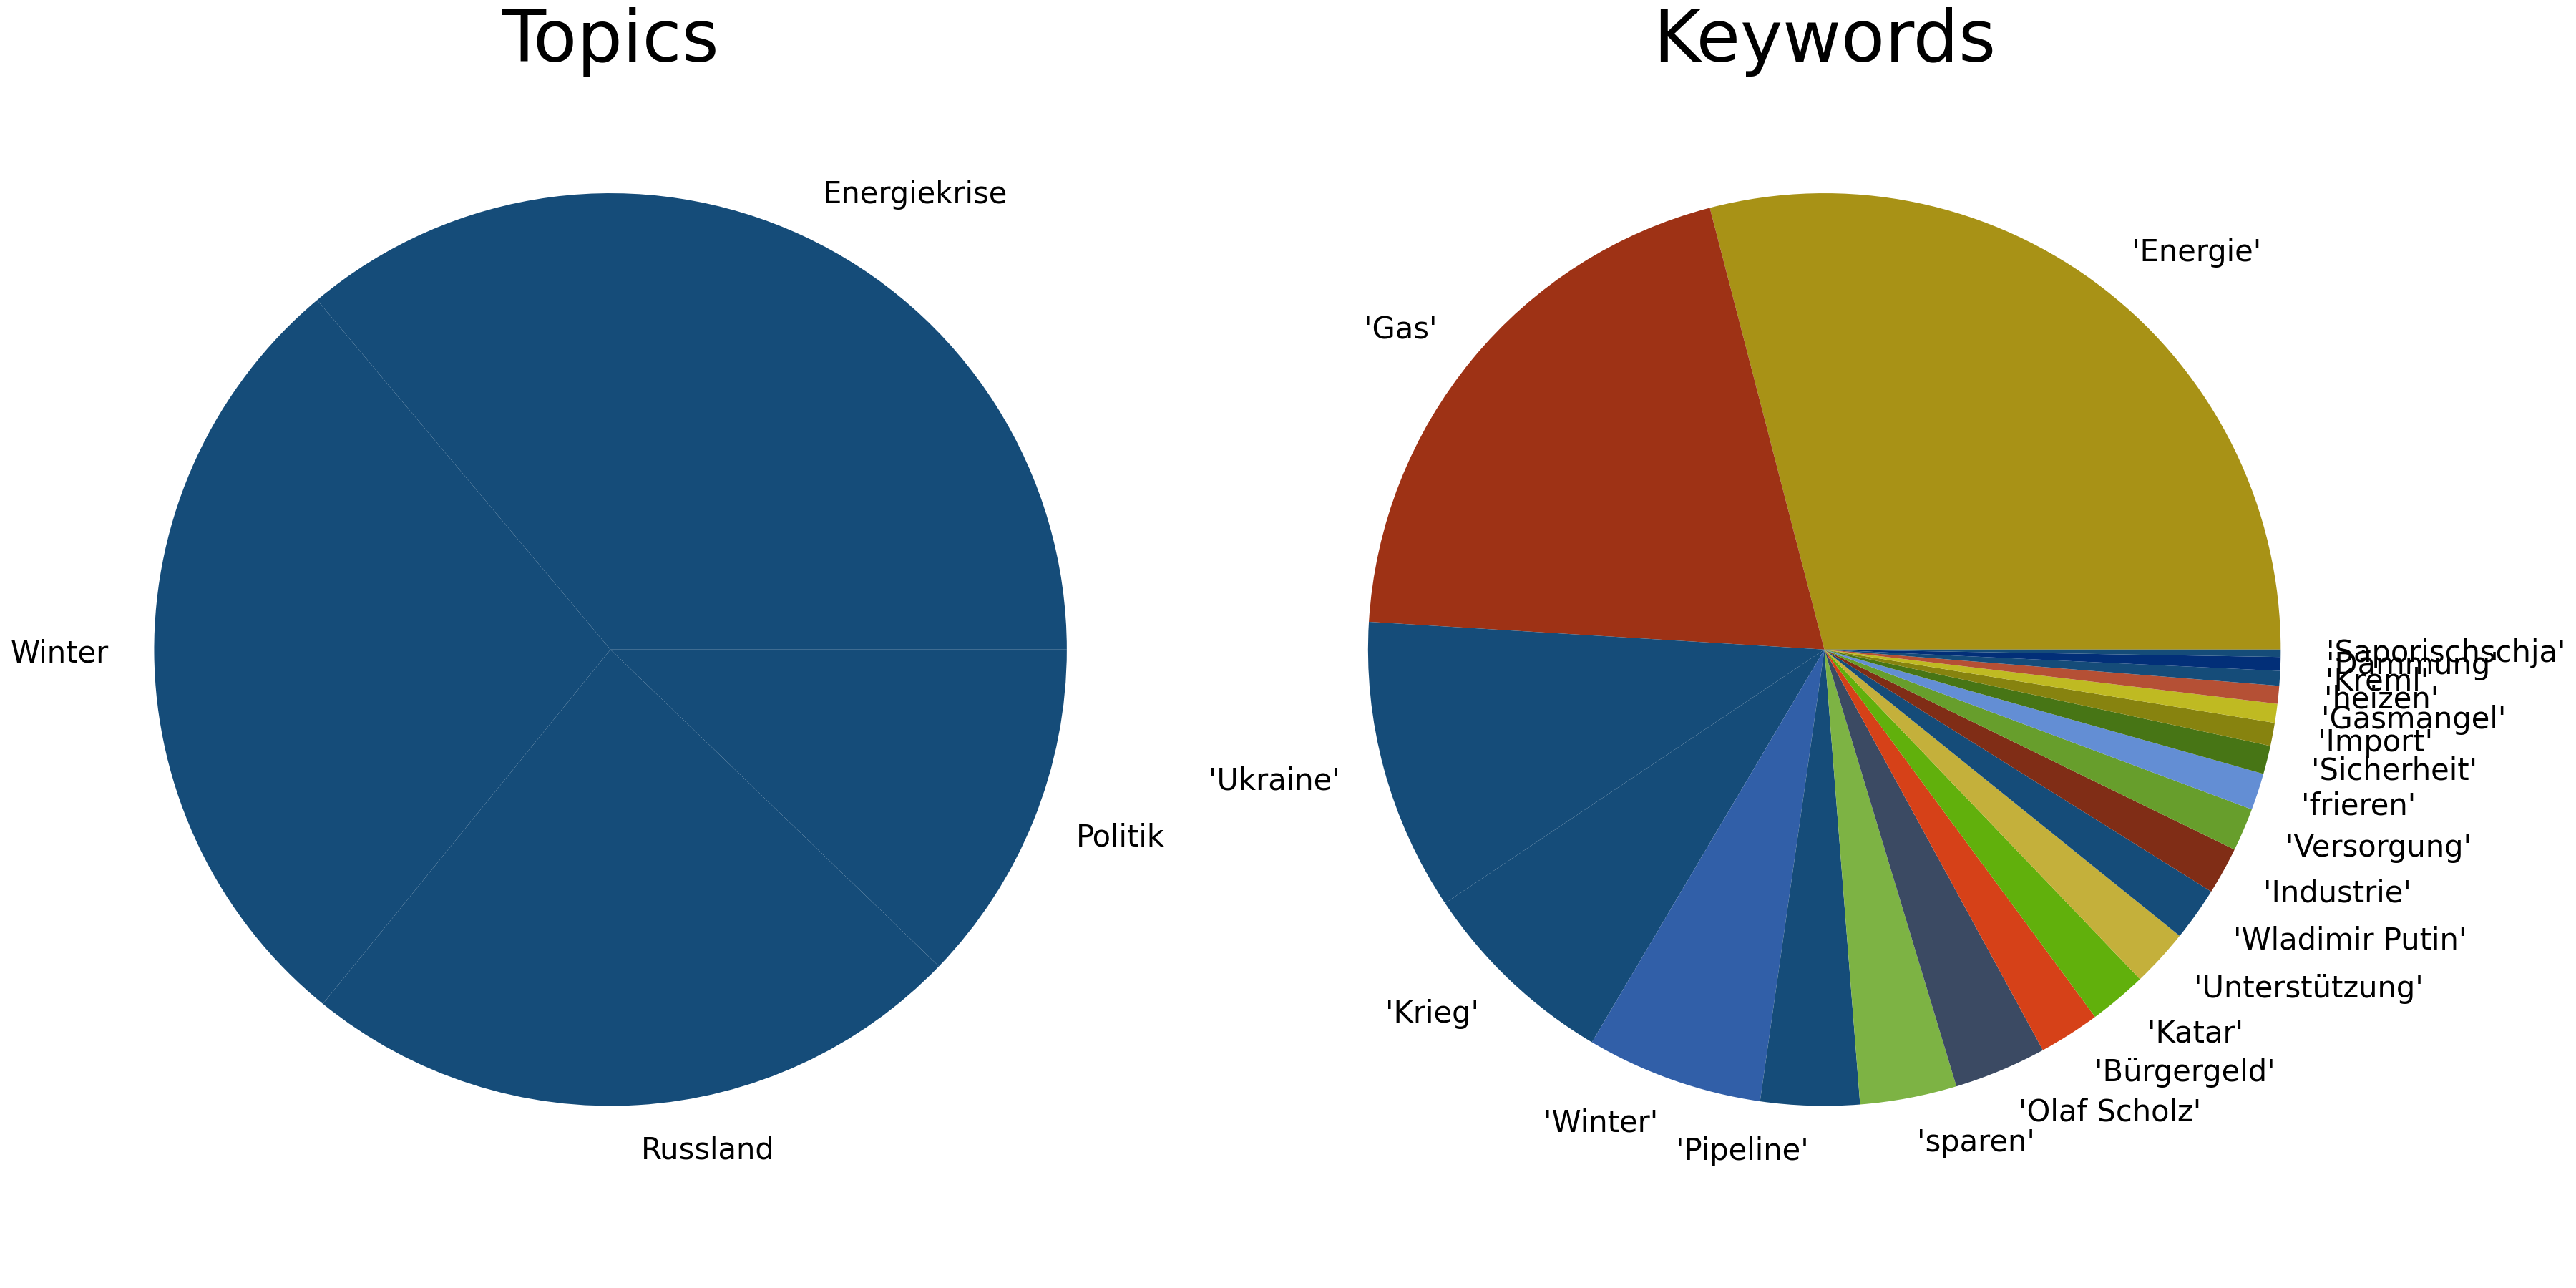 Topics
Energiekrise
Winter
Russland
Politik
Keywords
'Energie'
'Gas'
'Ukraine'
'Krieg'
'Winter'
'Pipeline'
'sparen'
'Olaf Scholz'
'Bürgergeld'
'Katar'
'Unterstützung'
'Wladimir Putin'
'Industrie'
'Versorgung'
'frieren'
'Sicherheit'
'Import'
'Gasmangel'
'heizen'
'Kreml'
'Dämmung'
'Saporischschja'